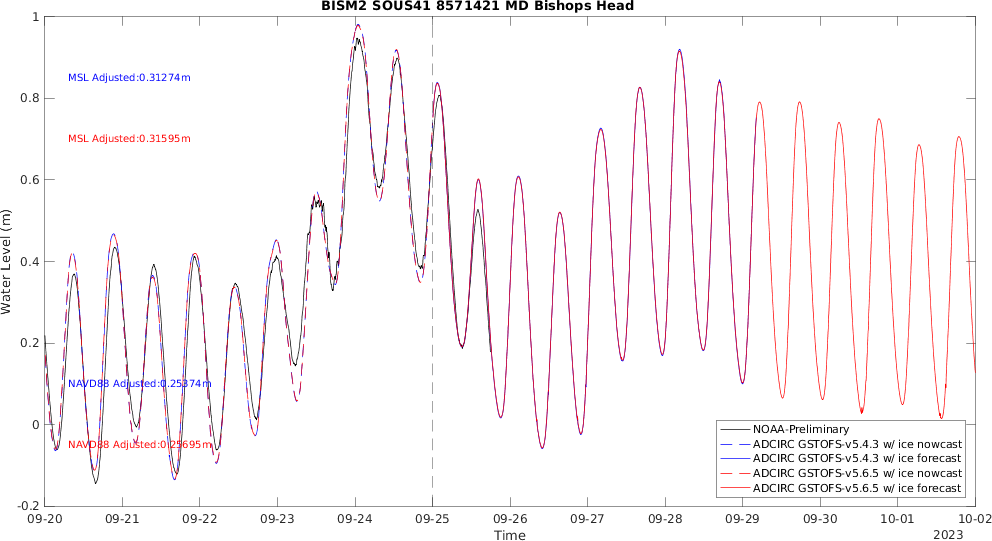 BISM2 SOUS41 8571421 MD Bishops Head
1
0.8
0.6
0.4
0.2
0
-0.2
Water Level (m)
MSL Adjusted:0.31274m
MSL Adjusted:0.31595m
NAVD88 Adjusted:0.25374m
NAVD88 Adjusted:0.25695m
NOAA-Preliminary
ADCIRC GSTOFS-v5.4.3 w/ ice nowcast
ADCIRC GSTOFS-v5.4.3 w/ ice forecast
ADCIRC GSTOFS-v5.6.5 w/ ice nowcast
ADCIRC GSTOFS-v5.6.5 w/ ice forecast
09-20 09-21 09-22 09-23 09-24 09-25 09-26 09-27 09-28 09-29 09-30 10-01 10-02
Time
2023